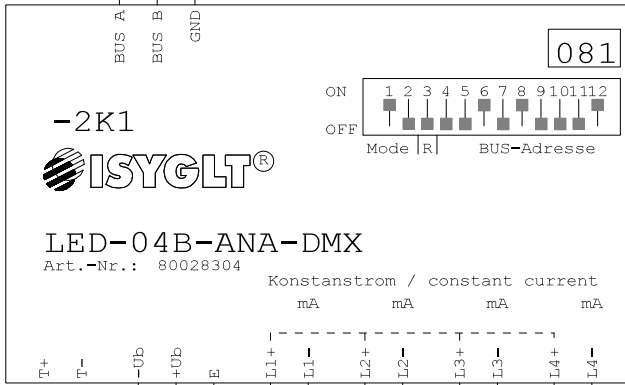 BUS A
BUS B
GND
081
ON
1 2 3 4 5 6 7 8 9 10 11 12
OFF
Mode R BUS-Adresse
-2K1
ISYGLT®
LED-04B-ANA-DMX
Art.-Nr.: 80028304
Konstanstrom / constant current
mA mA mA mA
T+ T- -Ub +Ub E L1+ L1- L2+ L2- L3+ L3- L4+ L4-